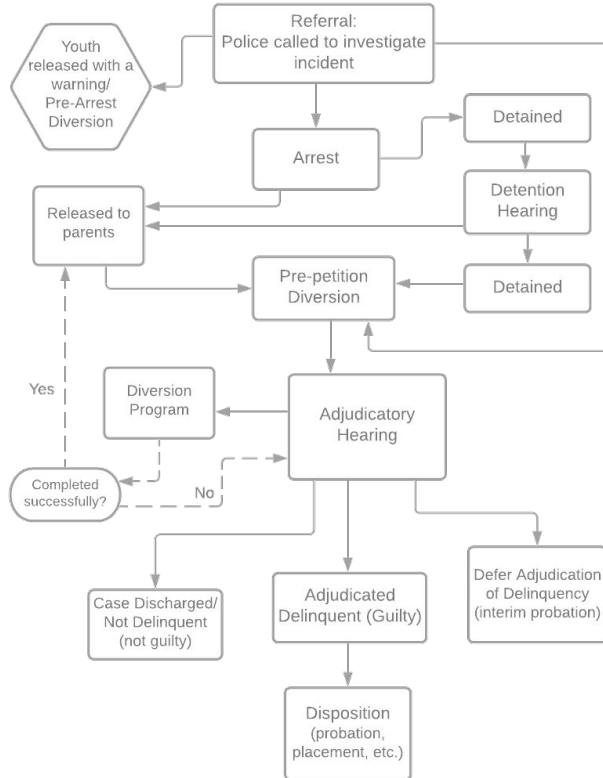 Referral:
Police called to investigate
incident
Youth
released with a
warning/
Pre-Arrest
Diversion
Arrest
Detained
Detention
Hearing
Released to
parents
Detained
Pre-petition
Diversion
Yes
Diversion
Program
Adjudicatory
Hearing
Completed
successfully?
No
Case Discharged/
Not Delinquent
(not guilty)
Adjudicated
Delinquent (Guilty)
Defer Adjudication
of Delinquency
(interim probation)
Disposition
(probation,
placement, etc.)